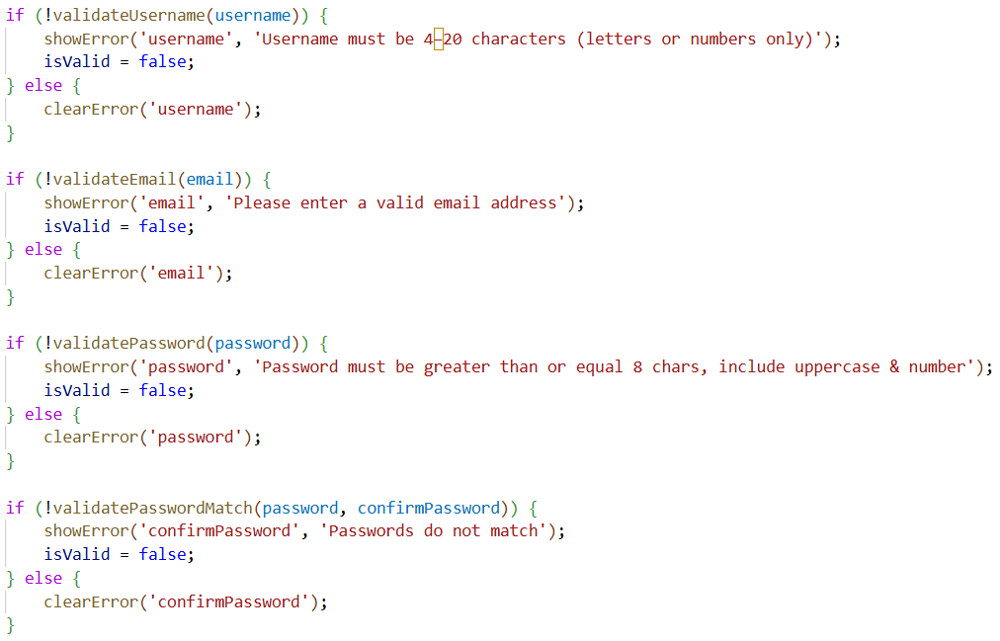 if (!validateUsername(username)) {
    showError('username', 'Username must be 4–20 characters (letters or numbers only)');
    isValid = false;
} else {
    clearError('username');
}

if (!validateEmail(email)) {
    showError('email', 'Please enter a valid email address');
    isValid = false;
} else {
    clearError('email');
}

if (!validatePassword(password)) {
    showError('password', 'Password must be greater than or equal 8 chars, include uppercase & number');
    isValid = false;
} else {
    clearError('password');
}

if (!validatePasswordMatch(password, confirmPassword)) {
    showError('confirmPassword', 'Passwords do not match');
    isValid = false;
} else {
    clearError('confirmPassword');
}